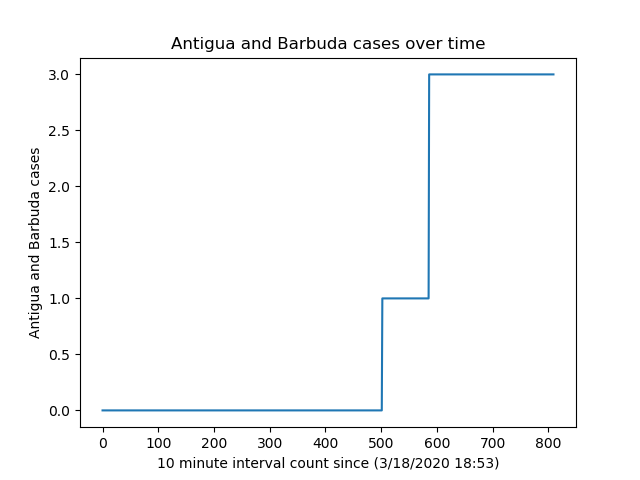 Antigua and Barbuda cases over time
3.0
2.5
2.0
1.5
1.0
0.5
0.0
Antigua and Barbuda cases
0 100 200 300 400 500 600 700 800
10 minute interval count since (3/18/2020 18:53)